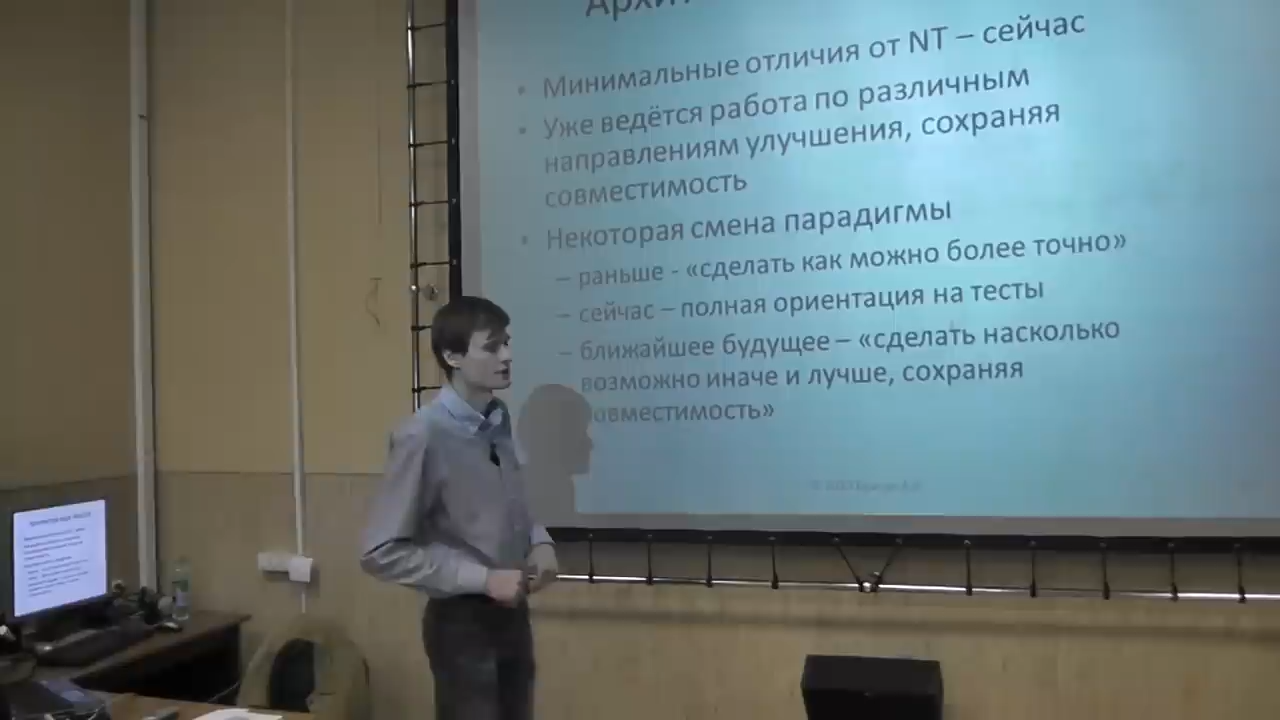 • Минимальные отличия от NT – сейчас
• Уже ведётся работа по различным
направлениям улучшения, сохраняя
совместимость
• Некоторая смена парадигмы
– раньше - «сделать как можно более точно»
– сейчас – полная ориентация на тесты
– ближайшее будущее – «сделать насколько
возможно иначе и лучше, сохраняя
совместимость»